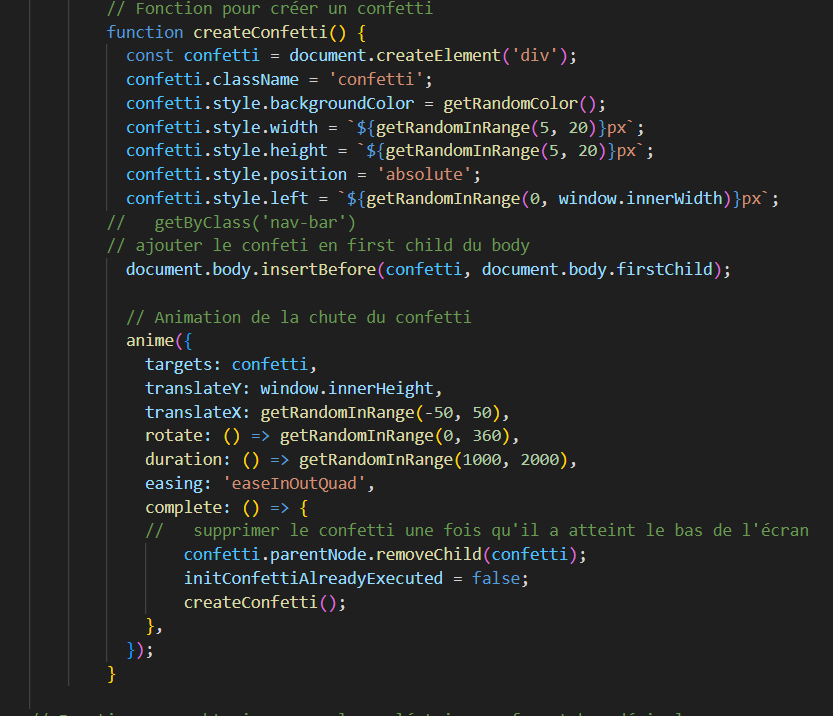 // Fonction pour créer un confetti
function createConfetti() {
const confetti = document.createElement('div');
confetti.className = 'confetti';
confetti.style.backgroundColor = getRandomColor();
confetti.style.width = `${getRandomInRange(5, 20)}px`;
confetti.style.height = `${getRandomInRange(5, 20)}px`;
confetti.style.position = 'absolute';
confetti.style.left = `${getRandomInRange(0, window.innerWidth)}px`;
//   getByClass('nav-bar')
// ajouter le confeti en first child du body
document.body.insertBefore(confetti, document.body.firstChild);
// Animation de la chute du confetti
anime({
targets: confetti,
translateY: window.innerHeight,
translateX: getRandomInRange(-50, 50),
rotate: () => getRandomInRange(0, 360),
duration: () => getRandomInRange(1000, 2000),
easing: 'easeInOutQuad',
complete: () => {
//   supprimer le confetti une fois qu'il a atteint le bas de l'écran
confetti.parentNode.removeChild(confetti);
initConfettiAlreadyExecuted = false;
createConfetti();
},
});
}